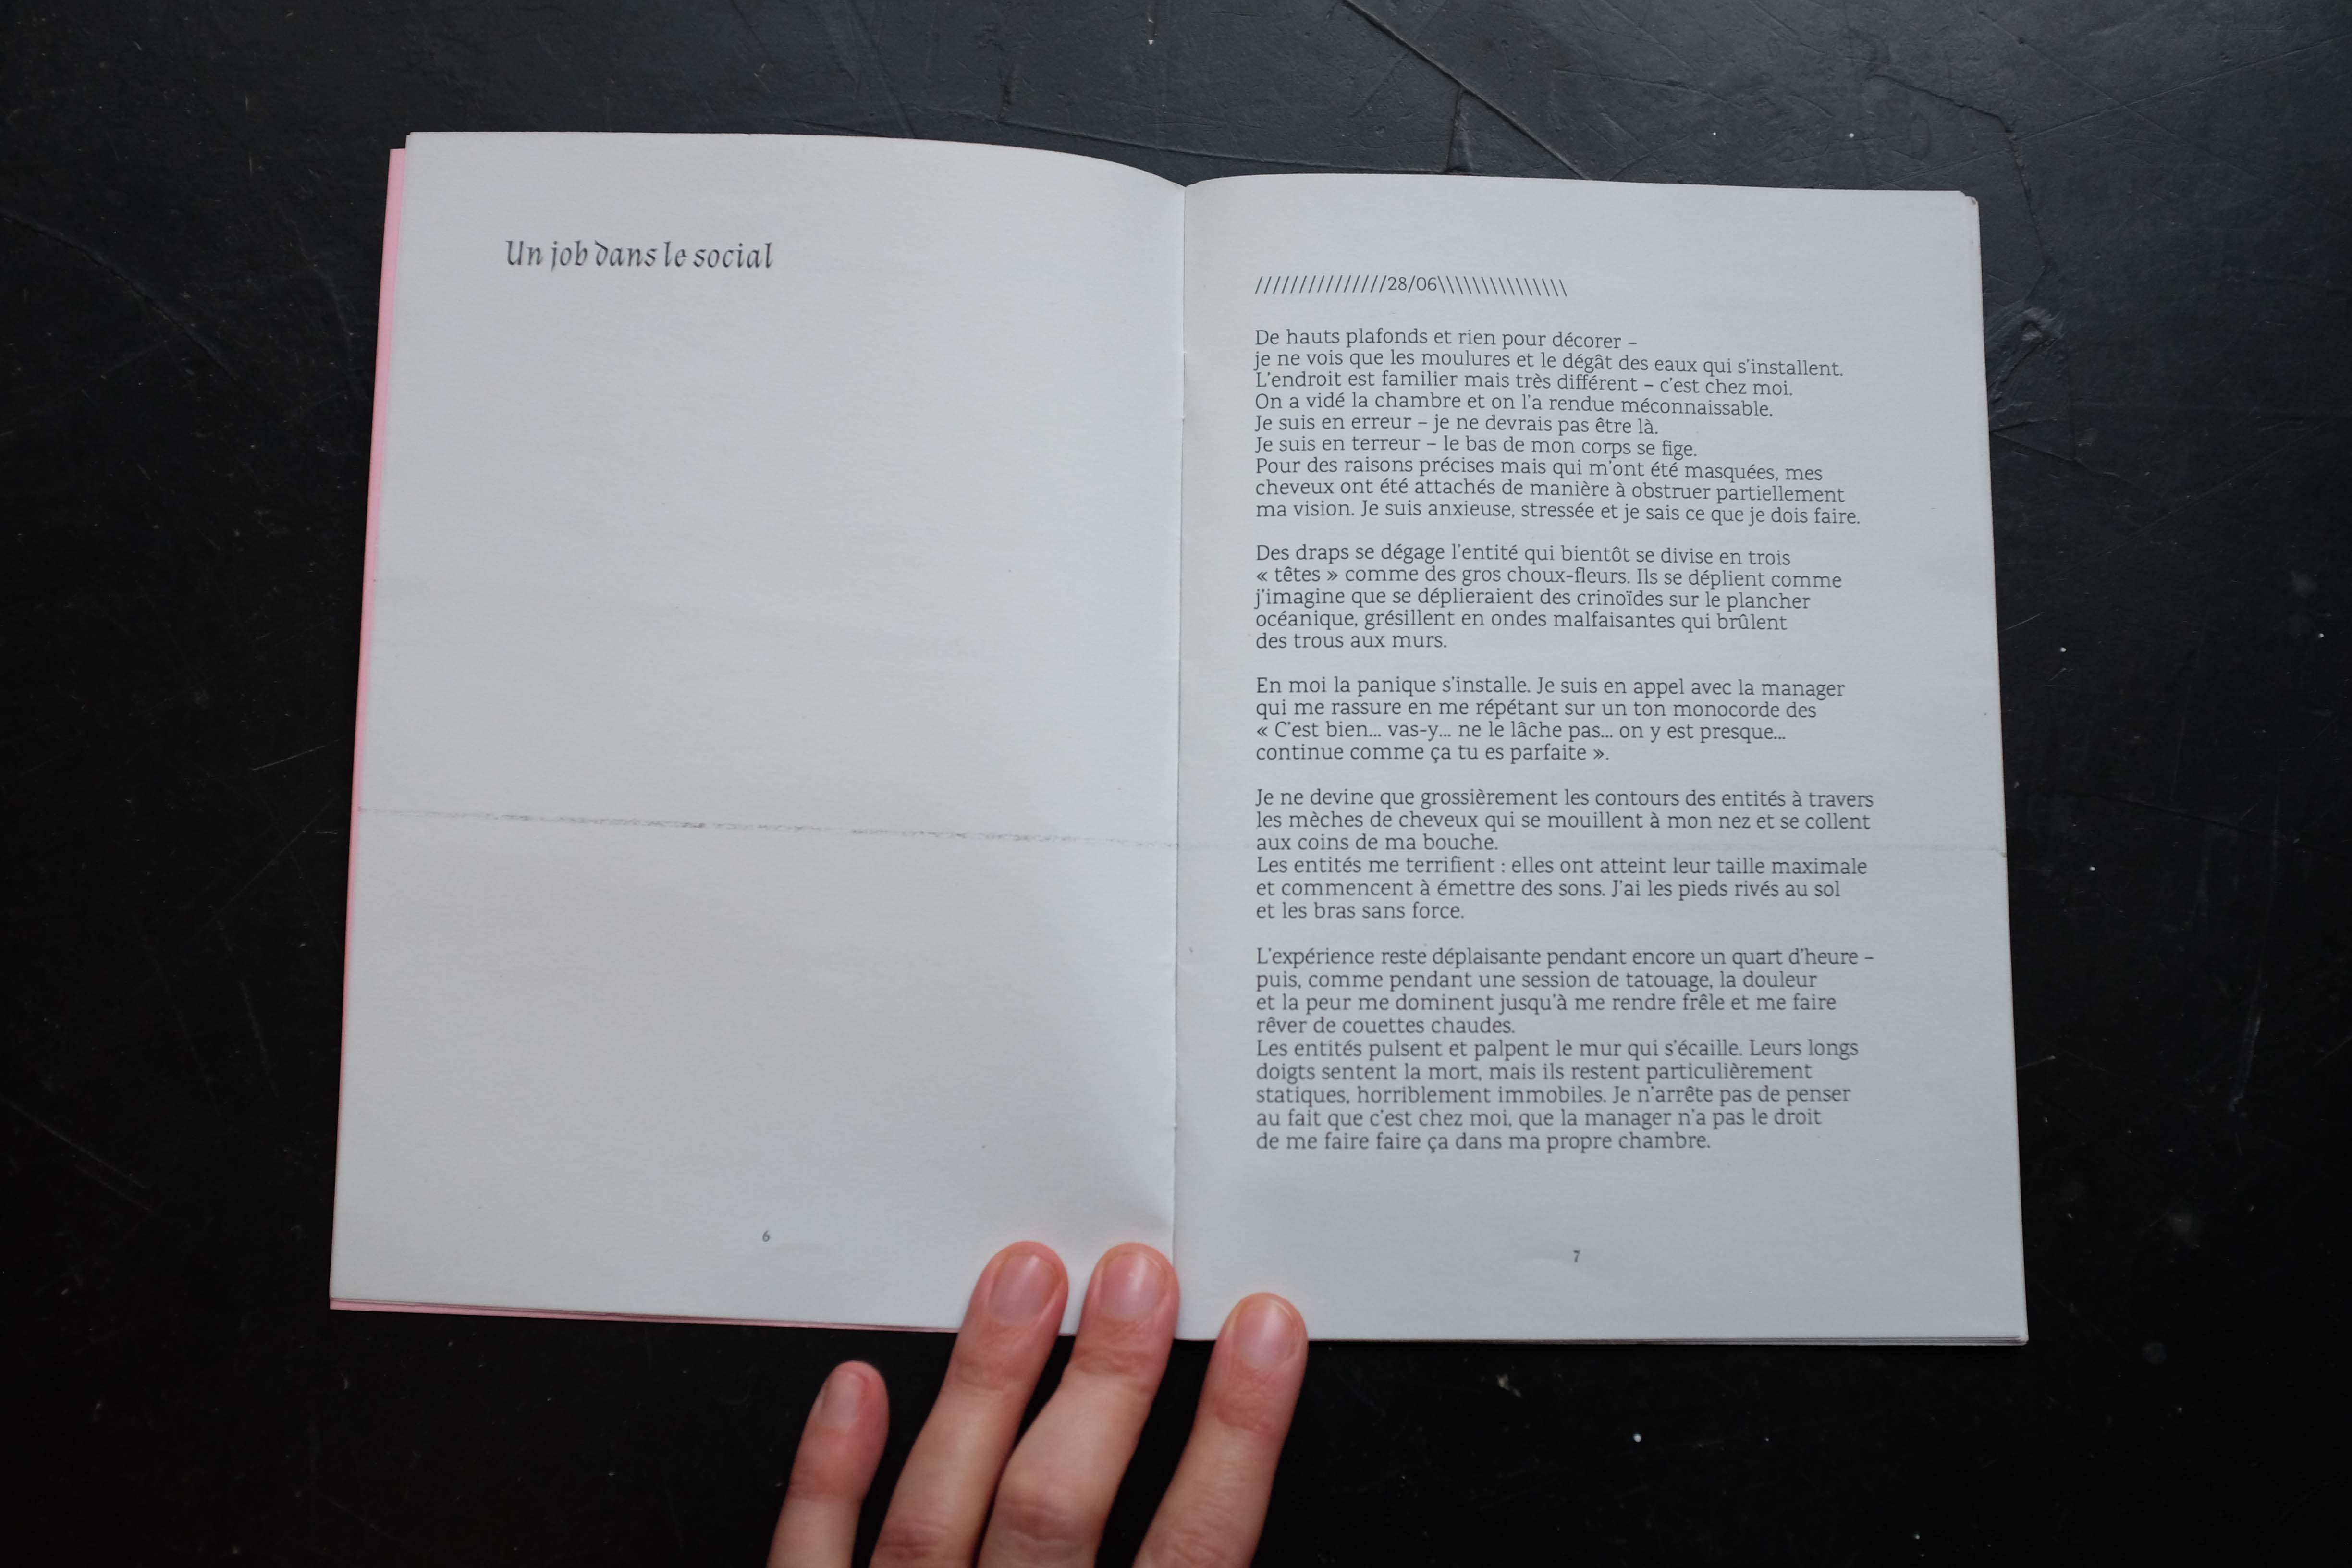 Un job dans le social
6
///////////////28/06\\\\\\\\\\\\\\\
De hauts plafonds et rien pour décorer –
je ne vois que les moulures et le dégât des eaux qui s'installent.
L'endroit est familier mais très différent – c'est chez moi.
On a vidé la chambre et on l'a rendue méconnaissable.
Je suis en erreur – je ne devrais pas être là.
Je suis en terreur – le bas de mon corps se fige.
Pour des raisons précises mais qui m'ont été masquées, mes
cheveux ont été attachés de manière à obstruer partiellement
ma vision. Je suis anxieuse, stressée et je sais ce que je dois faire.
Des draps se dégage l'entité qui bientôt se divise en trois
« têtes » comme des gros choux-fleurs. Ils se déplient comme
j'imagine que se déplieraient des crinoïdes sur le plancher
océanique, grésillent en ondes malfaisantes qui brûlent
des trous aux murs.
En moi la panique s'installe. Je suis en appel avec la manager
qui me rassure en me répétant sur un ton monocorde des
« C'est bien... vas-y... ne le lâche pas... on y est presque...
continue comme ça tu es parfaite ».
Je ne devine que grossièrement les contours des entités à travers
les mèches de cheveux qui se mouillent à mon nez et se collent
aux coins de ma bouche.
Les entités me terrifient : elles ont atteint leur taille maximale
et commencent à émettre des sons. J'ai les pieds rivés au sol
et les bras sans force.
L'expérience reste déplaisante pendant encore un quart d'heure –
puis, comme pendant une session de tatouage, la douleur
et la peur me dominent jusqu'à me rendre frêle et me faire
rêver de couettes chaudes.
Les entités pulsent et palpent le mur qui s'écaille. Leurs longs
doigts sentent la mort, mais ils restent particulièrement
statiques, horriblement immobiles. Je n'arrête pas de penser
au fait que c'est chez moi, que la manager n'a pas le droit
de me faire faire ça dans ma propre chambre.
7